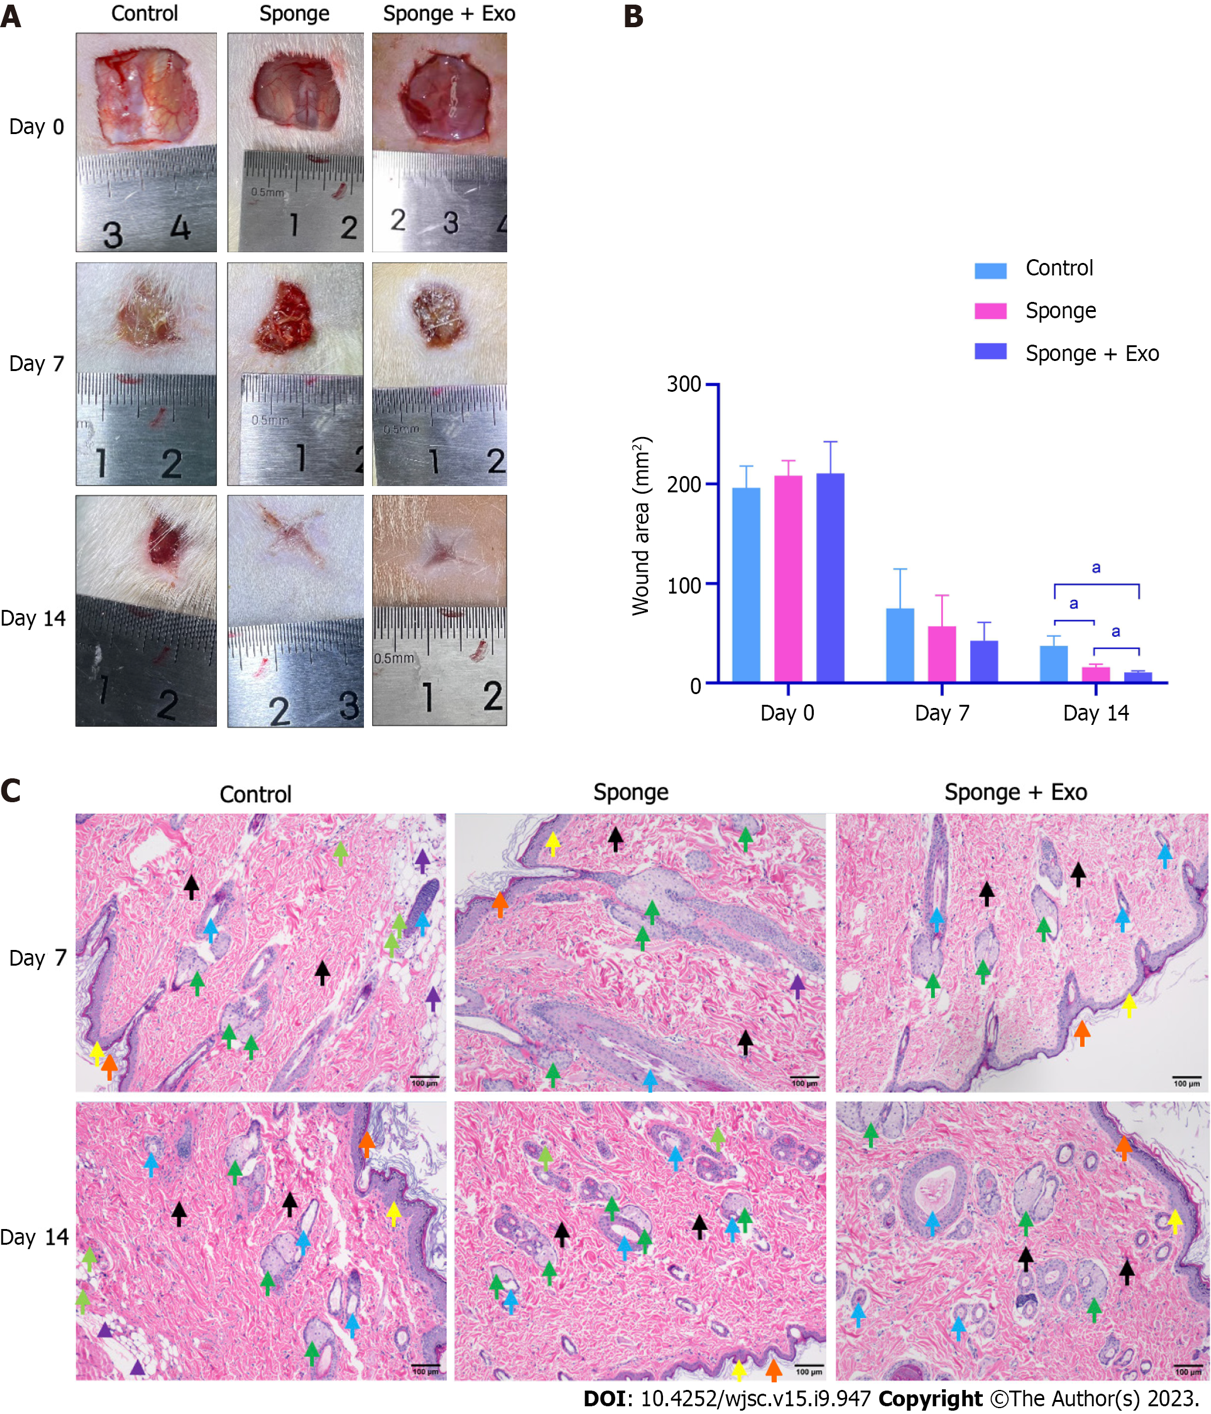 A
Control
Sponge
Sponge + Exo
Day 0
3 4
0.5mm
1 2
2 3 4
Day 7
1 2
0.5mm
1 2
0.5mm
1 2
Day 14
1 2
2 3
0.5mm
1 2
B
Control
Sponge
Sponge + Exo
Wound area (mm²)
300
200
100
0
a
a
a
Day 0
Day 7
Day 14
C
Control
Sponge
Sponge + Exo
Day 7
100 µm
100 µm
100 µm
Day 14
100 µm
100 µm
100 µm
DOI: 10.4252/wjsc.v15.i9.947 Copyright ©The Author(s) 2023.